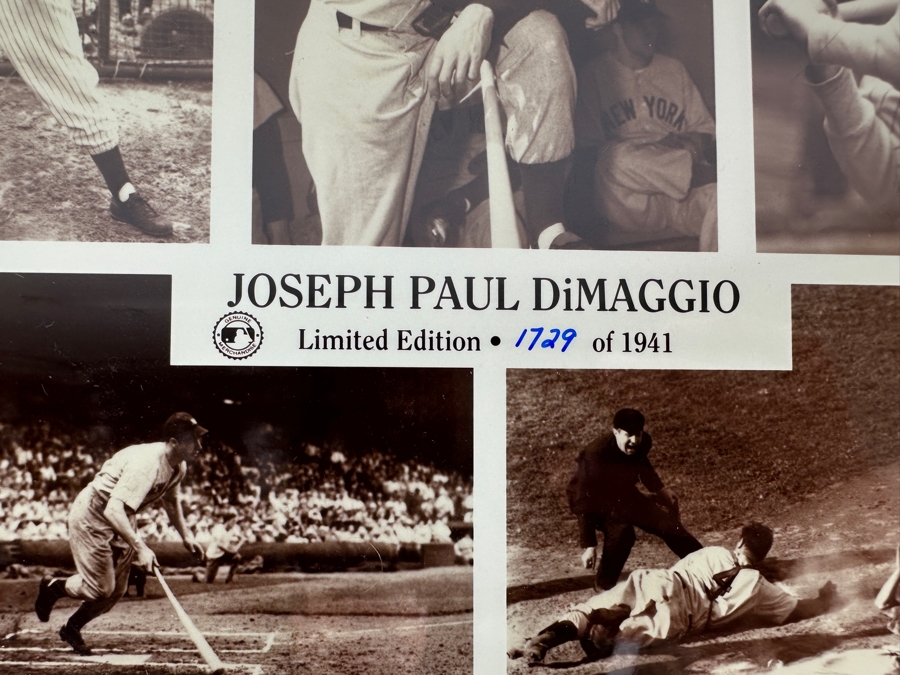 NEW YORK
JOSEPH PAUL DiMAGGIO
GENUINE
MERCHANDISE
Limited Edition • 1729 of 1941